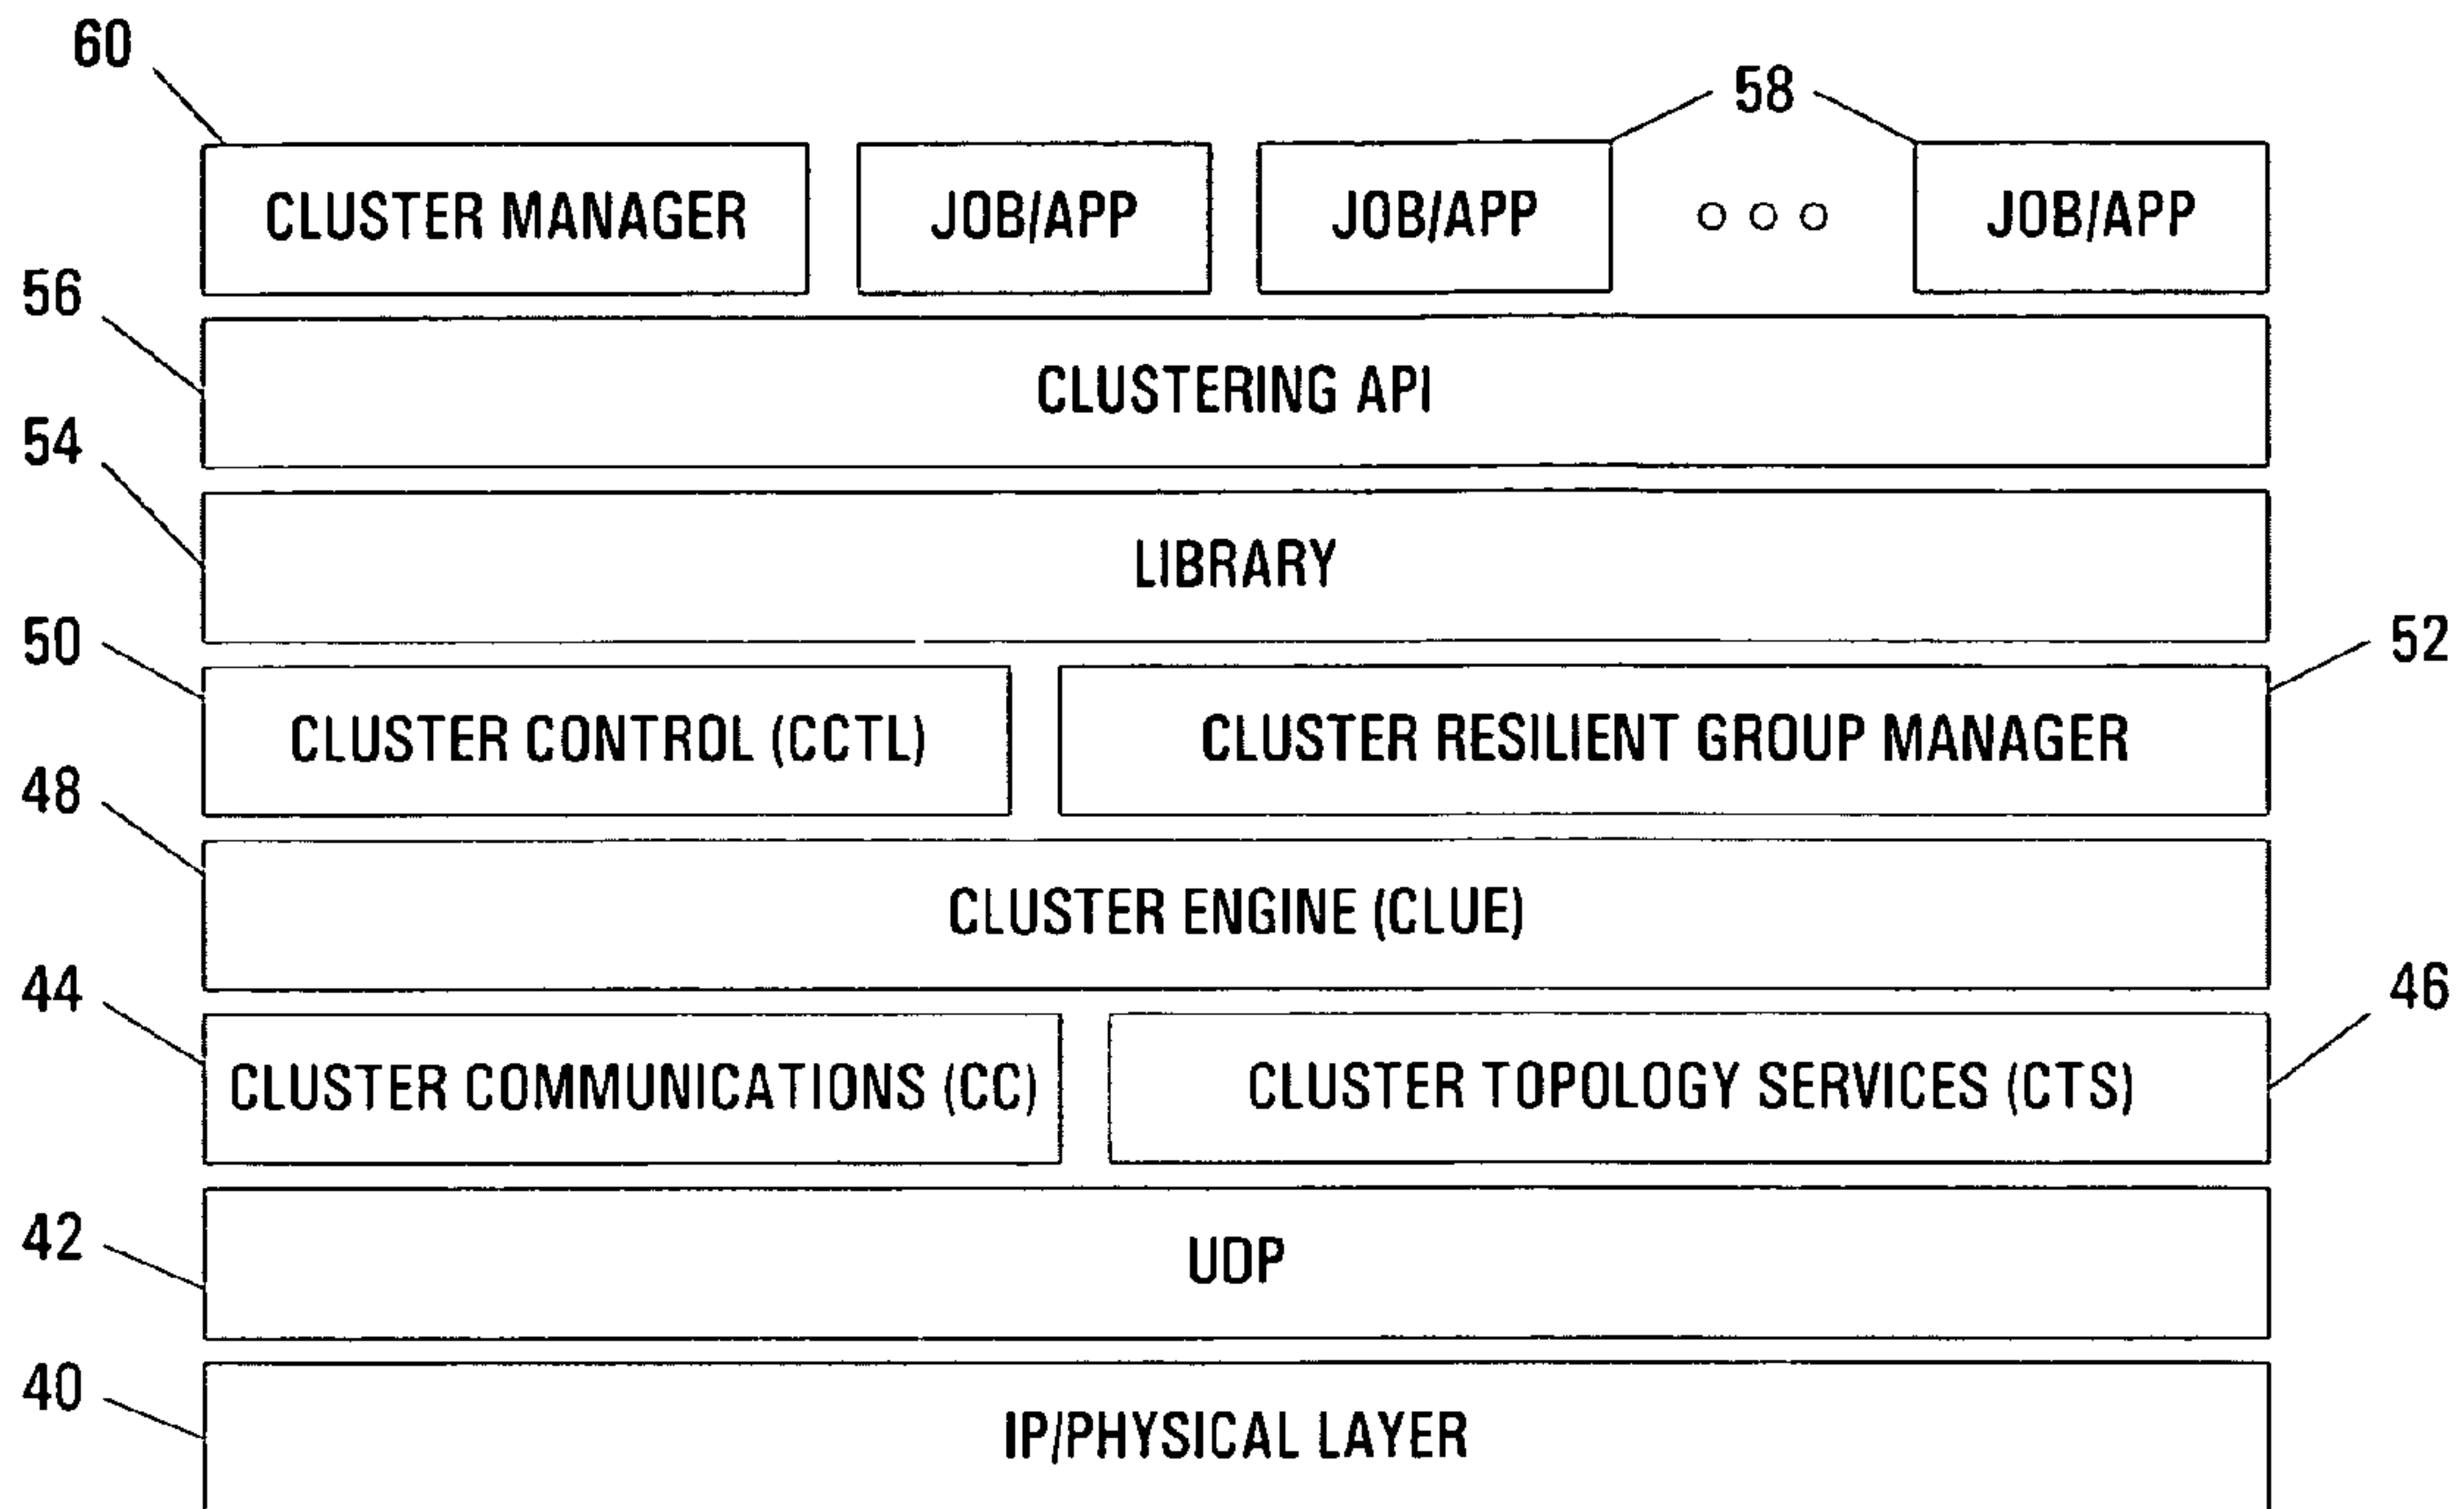 60
58
CLUSTER MANAGER JOB/APP JOB/APP JOB/APP
56
CLUSTERING API
54
LIBRARY
50
52
CLUSTER CONTROL (CCTL) CLUSTER RESILIENT GROUP MANAGER
48
CLUSTER ENGINE (CLUE)
44
46
CLUSTER COMMUNICATIONS (CC) CLUSTER TOPOLOGY SERVICES (CTS)
42
UDP
40
IP/PHYSICAL LAYER